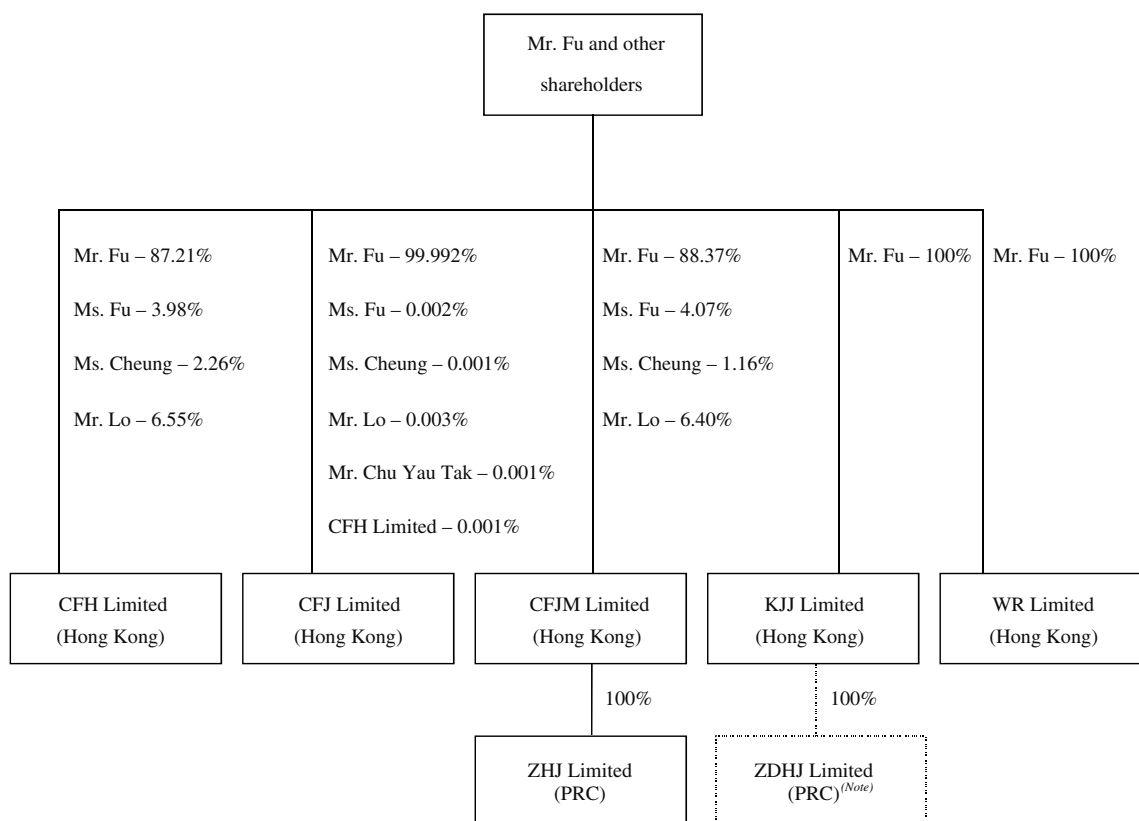 Mr. Fu and other
shareholders
Mr. Fu – 87.21%
Ms. Fu – 3.98%
Ms. Cheung – 2.26%
Mr. Lo – 6.55%
Mr. Fu – 99.992%
Ms. Fu – 0.002%
Ms. Cheung – 0.001%
Mr. Lo – 0.003%
Mr. Chu Yau Tak – 0.001%
CFH Limited – 0.001%
Mr. Fu – 88.37%
Ms. Fu – 4.07%
Ms. Cheung – 1.16%
Mr. Lo – 6.40%
Mr. Fu – 100%
Mr. Fu – 100%
CFH Limited
(Hong Kong)
CFJ Limited
(Hong Kong)
CFJM Limited
(Hong Kong)
KJJ Limited
(Hong Kong)
WR Limited
(Hong Kong)
100%
100%
ZHJ Limited
(PRC)
ZDHJ Limited
(PRC)(Note)